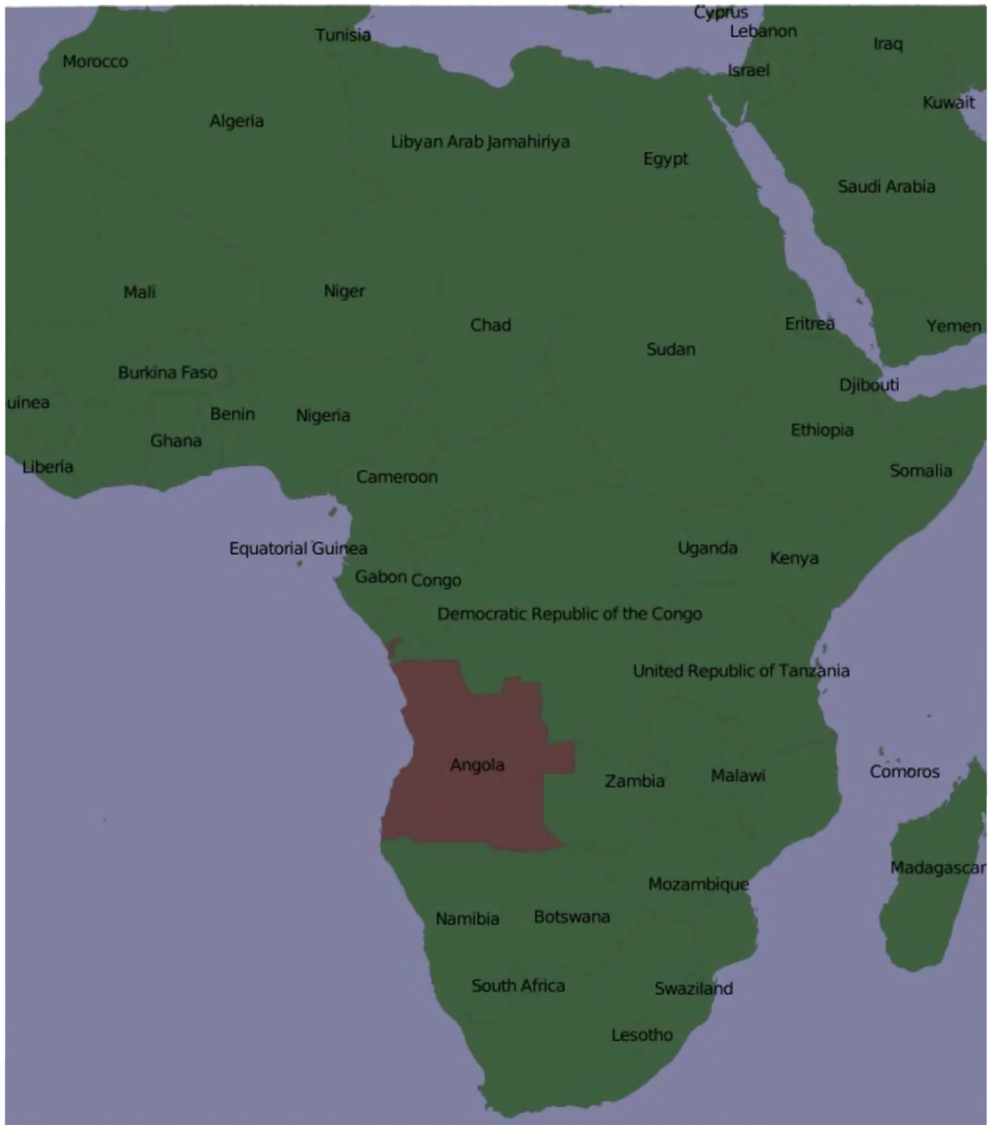 Cyprus
Lebanon
Tunisia
Iraq
Morocco
Israel
Kuwait
Algeria
Libyan Arab Jamahiriya
Egypt
Saudi Arabia
Mali
Niger
Chad
Eritrea
Yemen
Sudan
Burkina Faso
Djibouti
uinea
Benin
Nigeria
Ethiopia
Ghana
Liberia
Somalia
Cameroon
Equatorial Guinea
Uganda
Kenya
Gabon
Congo
Democratic Republic of the Congo
United Republic of Tanzania
Angola
Zambia
Malawi
Comoros
Madagascar
Mozambique
Namibia
Botswana
South Africa
Swaziland
Lesotho